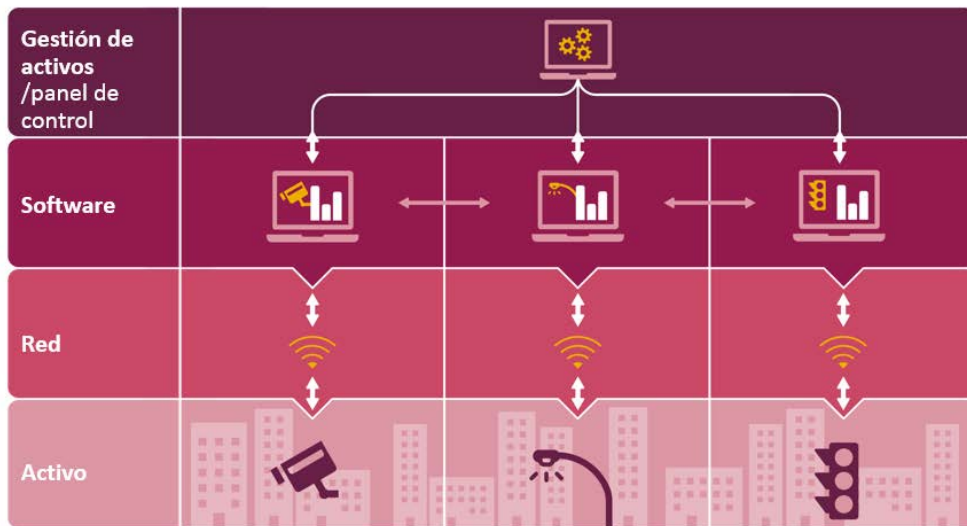 Gestión de
activos
/panel de
control
Software
Red
Activo